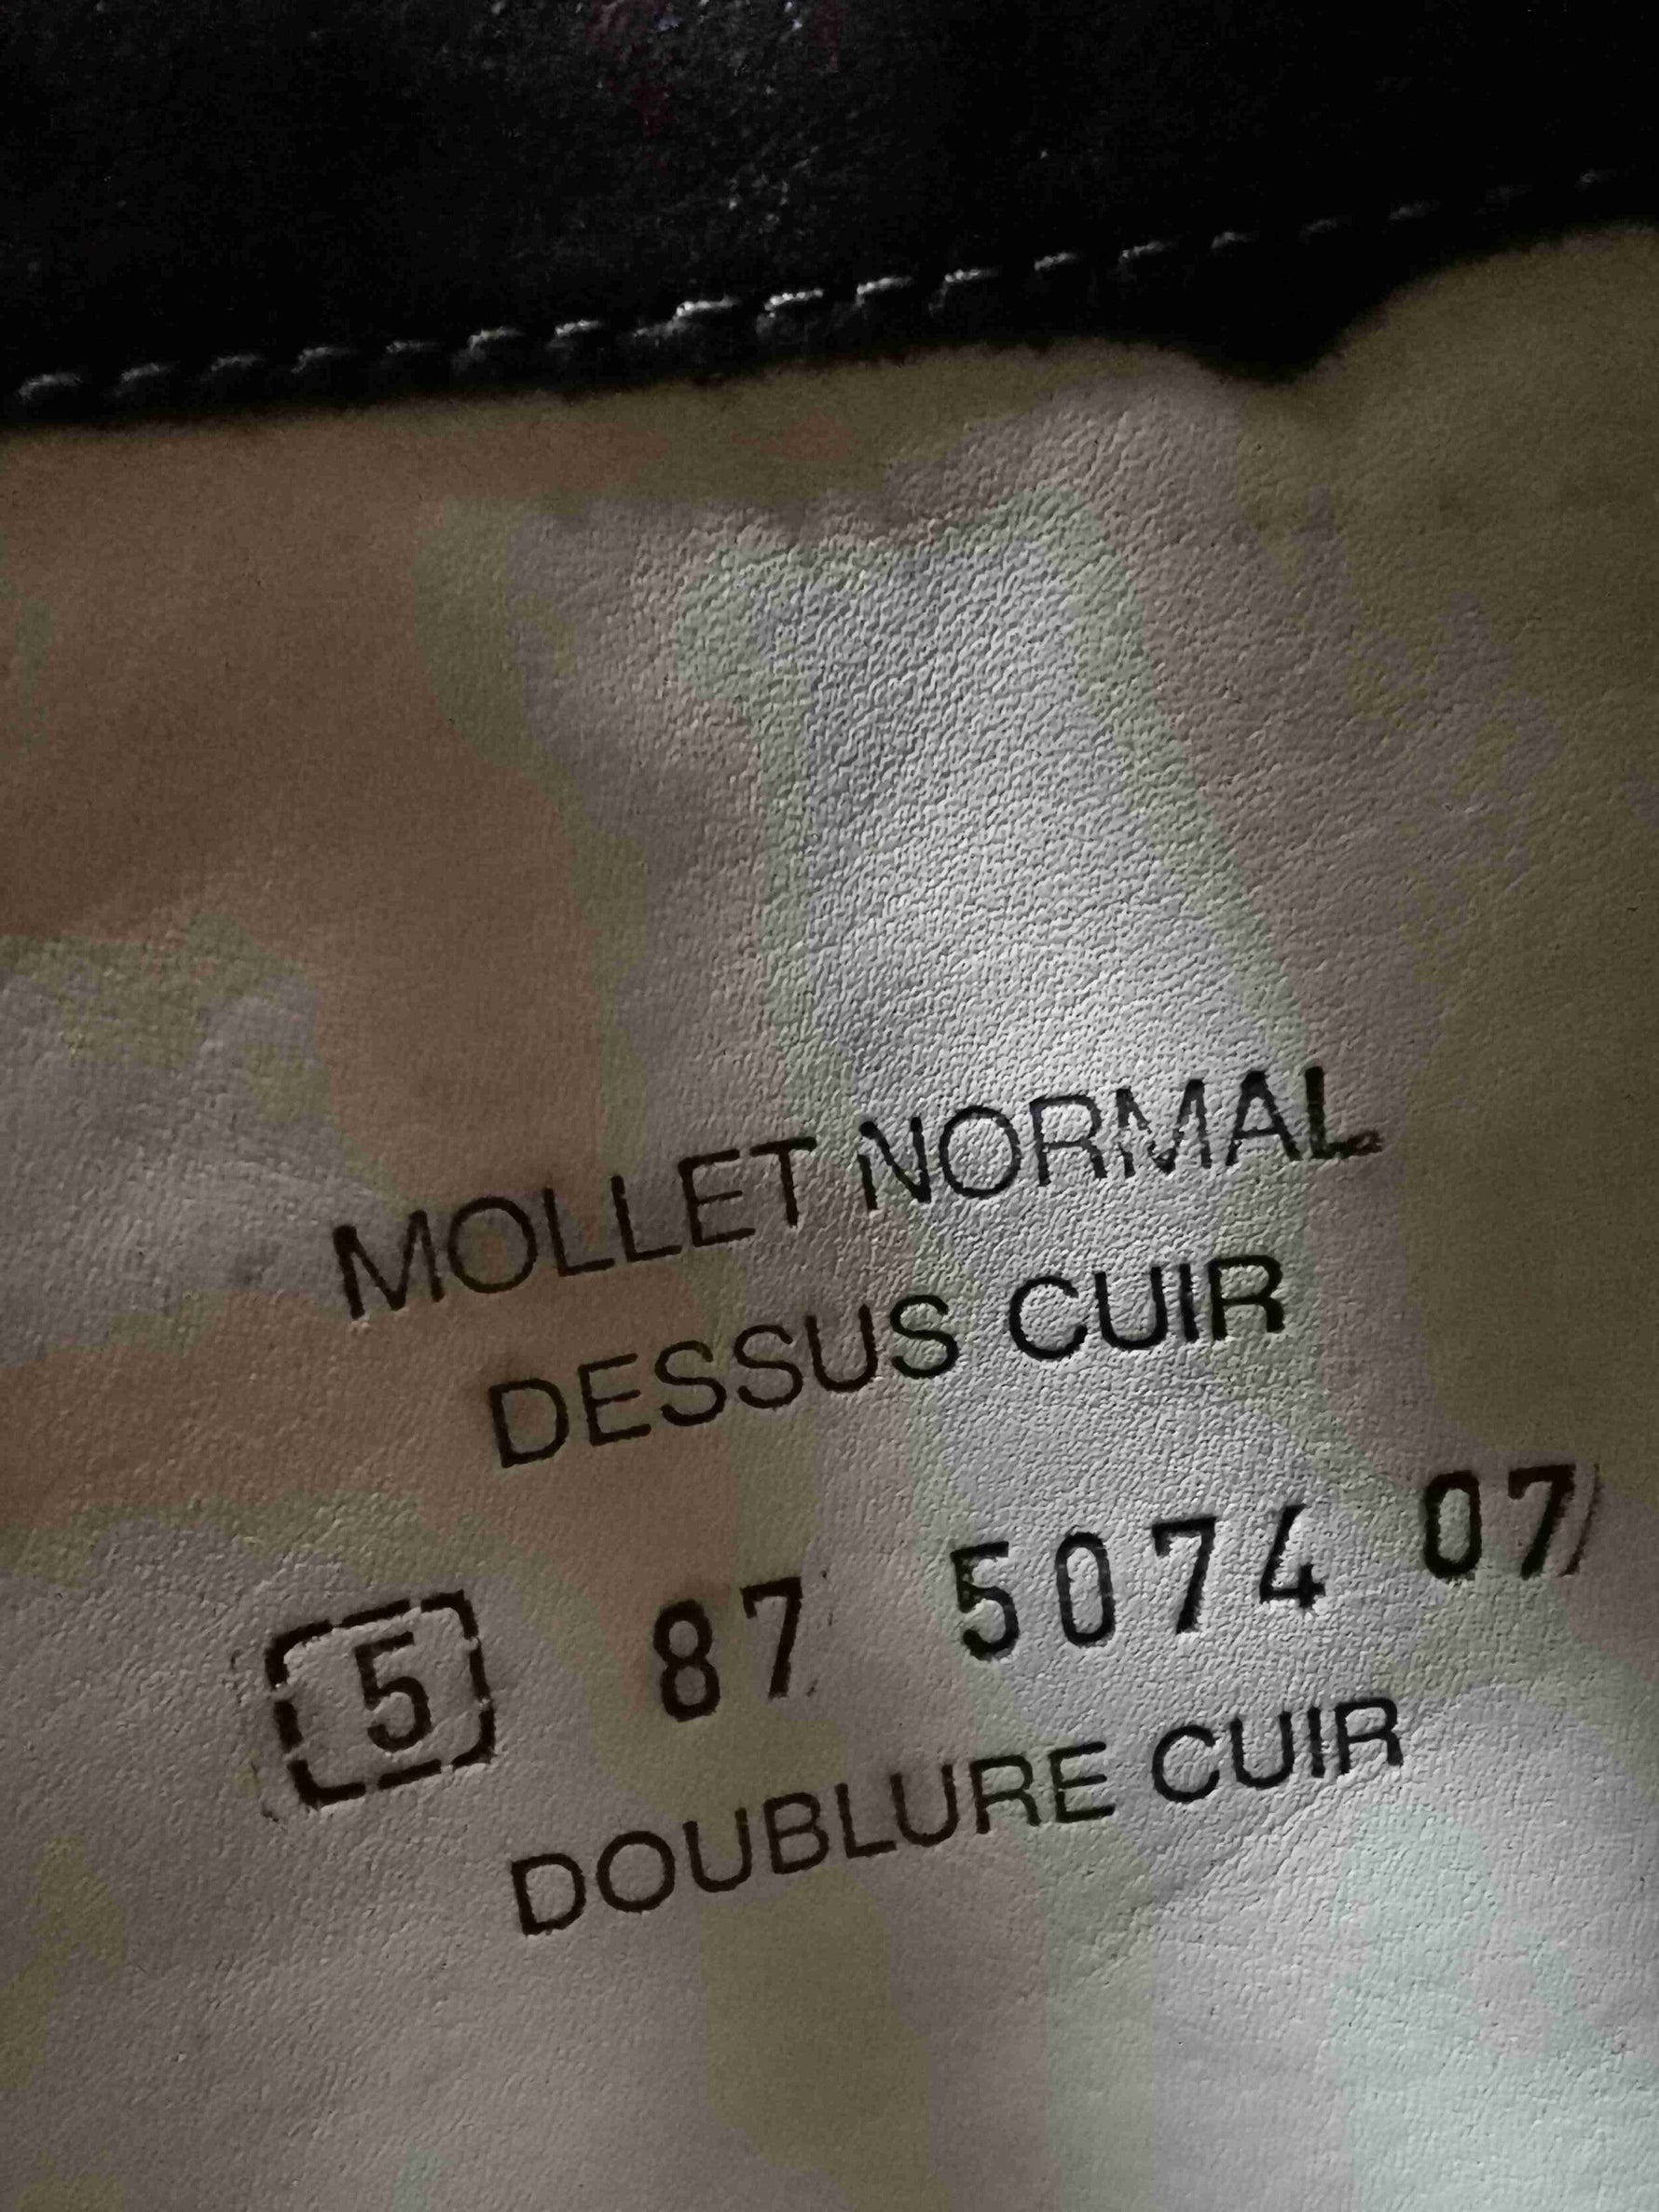 MOLLET NORMAL
DESSUS CUIR
5 87 5074 07
DOUBLURE CUIR